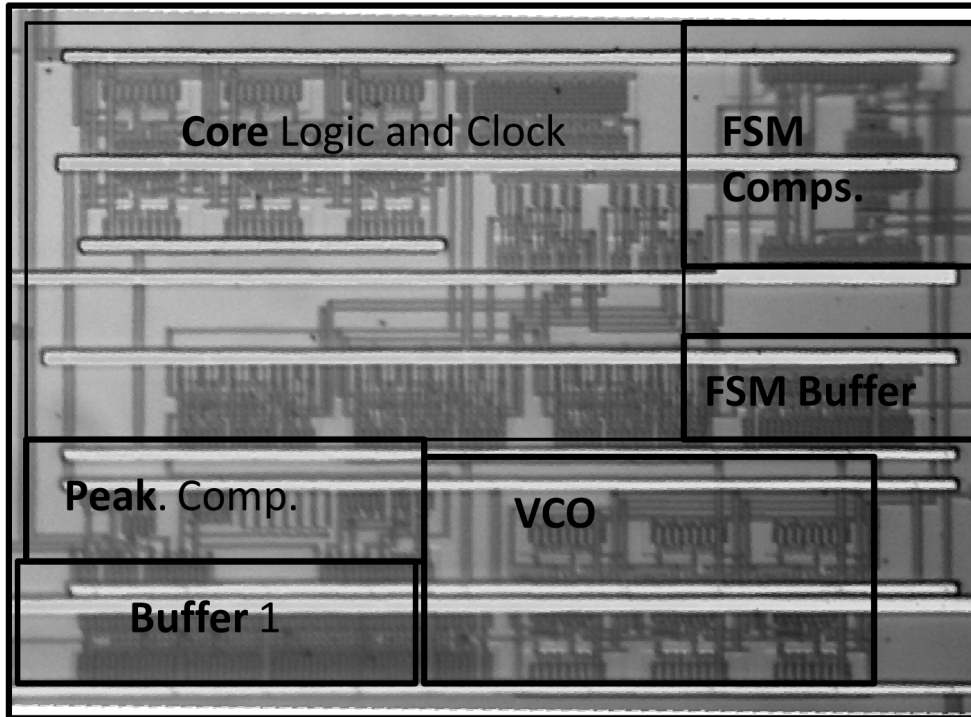 Core Logic and Clock
FSM
Comps.
FSM Buffer
Peak. Comp.
VCO
Buffer 1